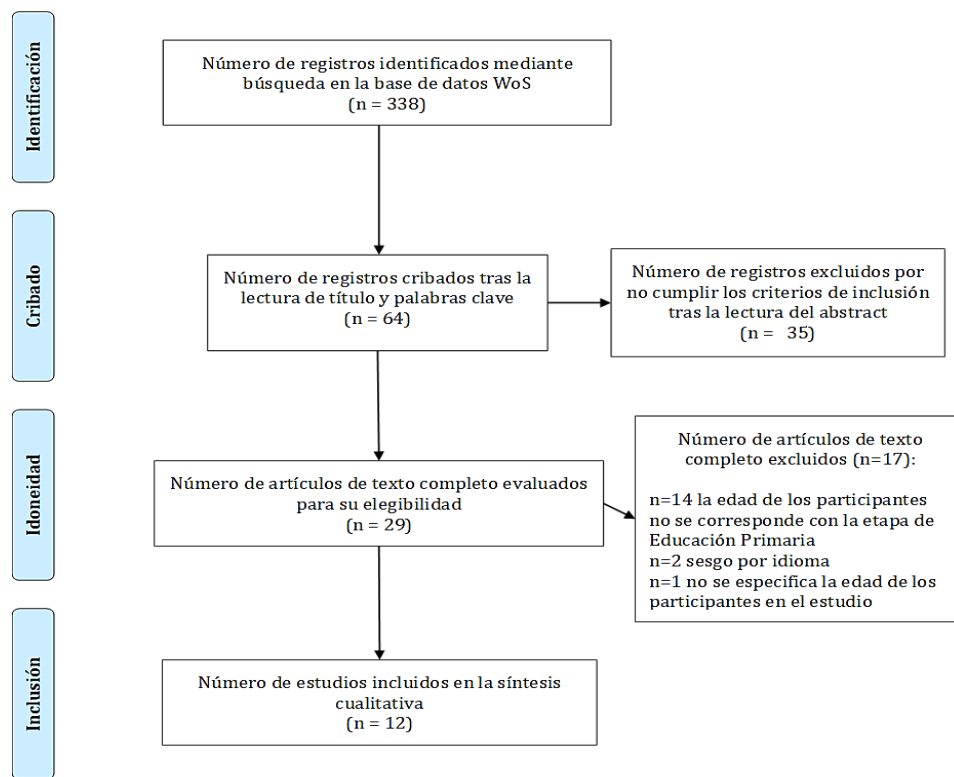 Identificación
Número de registros identificados mediante
búsqueda en la base de datos WoS
(n = 338)
Cribado
Número de registros cribados tras la
lectura de título y palabras clave
(n = 64)
Número de registros excluidos por
no cumplir los criterios de inclusión
tras la lectura del abstract
(n = 35)
Idoneidad
Número de artículos de texto completo evaluados
para su elegibilidad
(n = 29)
Número de artículos de texto
completo excluidos (n=17):
n=14 la edad de los participantes
no se corresponde con la etapa de
Educación Primaria
n=2 sesgo por idioma
n=1 no se especifica la edad de los
participantes en el estudio
Inclusión
Número de estudios incluidos en la síntesis
cualitativa
(n = 12)